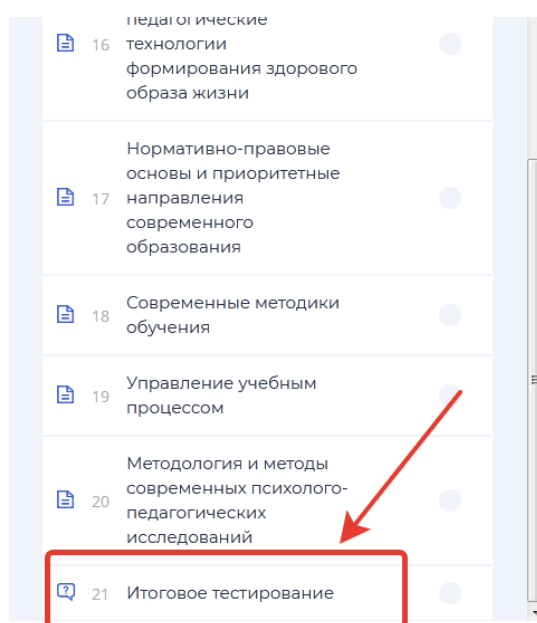 педагогические
16 технологии
формирования здорового
образа жизни
Нормативно-правовые
основы и приоритетные
17 направления
современного
образования
Современные методики
18 обучения
Управление учебным
19 процессом
Методология и методы
современных психолого-
20 педагогических
исследований
21 Итоговое тестирование